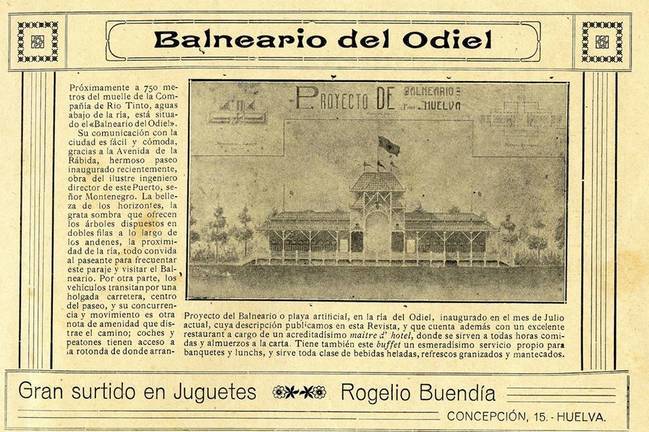 Balneario del Odiel
Próximamente a 750 me-
tros del muelle de la Com-
pañía de Rio Tinto, aguas
abajo de la ría, está situa-
do el «Balneario del Odiel».
Su comunicación con la
ciudad es fácil y cómoda,
gracias a la Avenida de la
Rábida, hermoso paseo
inaugurado recientemente,
obra del ilustre ingeniero
director de este Puerto, se-
ñor Montenegro. La belle-
za de los horizontes, la
grata sombra que ofrecen
los árboles dispuestos en
dobles filas a lo largo de
los andenes, la proximi-
dad de la ría, todo convida
al paseante para frecuentar
este paraje y visitar el Bal-
neario. Por otra parte, los
vehículos transitan por una
holgada carretera, centro
del paseo, y su concurren-
cia y movimiento es otra
nota de amenidad que dis-
trae el camino; coches y
peatones tienen acceso a
la rotonda de donde arran-
PROYECTO DE BALNEARIO
HUELVA
Proyecto del Balneario o playa artificial, en la ría del Odiel, inaugurado en el mes de Julio
actual, cuya descripción publicamos en esta Revista, y que cuenta además con un excelente
restaurant a cargo de un acreditadísimo maitre d' hotel, donde se sirven a todas horas comi-
das y almuerzos a la carta. Tiene también este buffet un esmeradísimo servicio propio para
banquetes y lunchs, y sirve toda clase de bebidas heladas, refrescos granizados y mantecados.
Gran surtido en Juguetes Rogelio Buendía
CONCEPCIÓN, 15. - HUELVA.